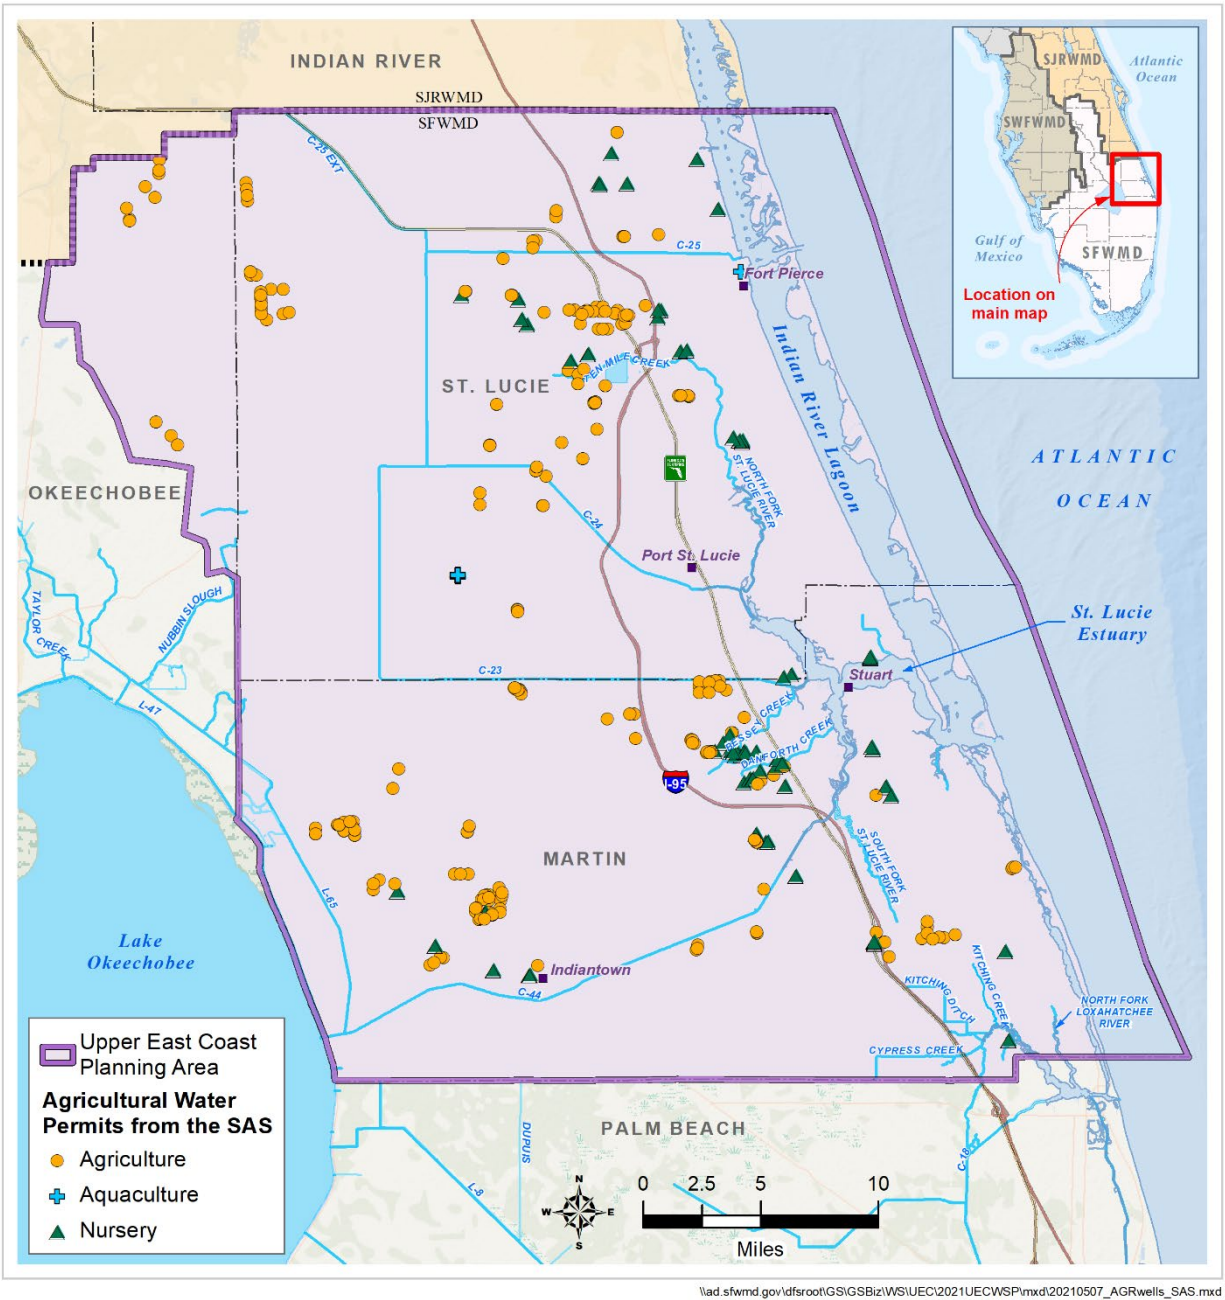 INDIAN RIVER
SJRWMD
SFWMD
C-25 EXT
C-25
Fort Pierce
ST. LUCIE
TEN-MILE CREEK
Indian River Lagoon
NORTH FORK
ST. LUCIE RIVER
OKEECHOBEE
C-24
Port St. Lucie
TAYLOR CREEK
NUBBIN SLOUGH
ATLANTIC
OCEAN
St. Lucie
Estuary
C-23
Stuart
L-47
BESSEY CREEK
DANFORTH CREEK
I-95
MARTIN
SOUTH FORK
ST. LUCIE RIVER
L-65
Lake
Okeechobee
Indiantown
C-44
KITCHING DITCH
KITCHING CREEK
NORTH FORK
LOXAHATCHEE
RIVER
CYPRESS CREEK
PALM BEACH
DUPUIS
L-8
C-18
SJRWMD
Atlantic
Ocean
SWFWMD
Gulf of
Mexico
SFWMD
Location on
main map
Upper East Coast
Planning Area
Agricultural Water
Permits from the SAS
Agriculture
Aquaculture
Nursery
N
W
E
S
0 2.5 5 10
Miles
\\ad.sfwmd.gov\dfsroot\GS\GSBiz\WS\UEC\2021UECWSP\mxd\20210507_AGRwells_SAS.mxd